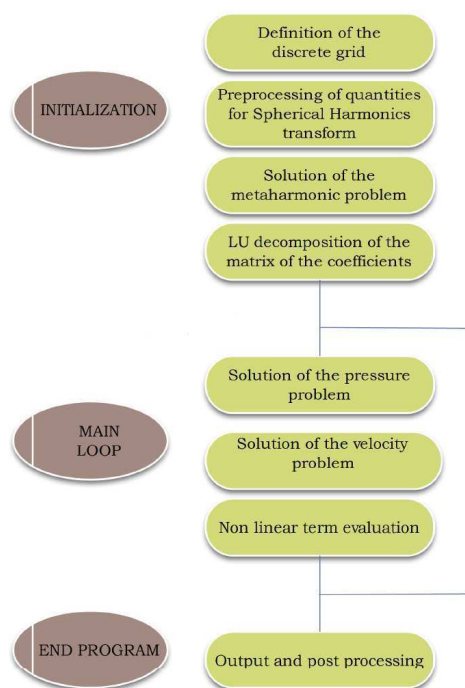 Definition of the
discrete grid
INITIALIZATION
Preprocessing of quantities
for Spherical Harmonics
transform
Solution of the
metaharmonic problem
LU decomposition of the
matrix of the coefficients
Solution of the pressure
problem
MAIN
LOOP
Solution of the velocity
problem
Non linear term evaluation
END PROGRAM
Output and post processing